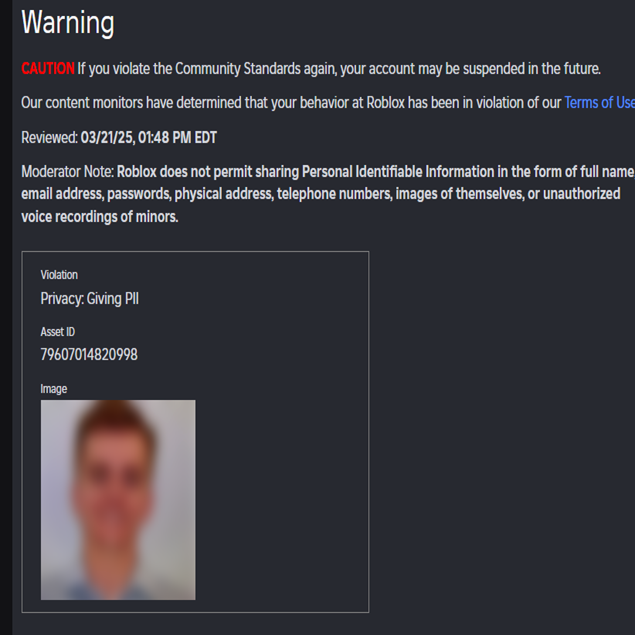 Warning
CAUTION If you violate the Community Standards again, your account may be suspended in the future.
Our content monitors have determined that your behavior at Roblox has been in violation of our Terms of Use
Reviewed: 03/21/25, 01:48 PM EDT
Moderator Note: Roblox does not permit sharing Personal Identifiable Information in the form of full name
email address, passwords, physical address, telephone numbers, images of themselves, or unauthorized
voice recordings of minors.
Violation
Privacy: Giving PII
Asset ID
79607014820998
Image